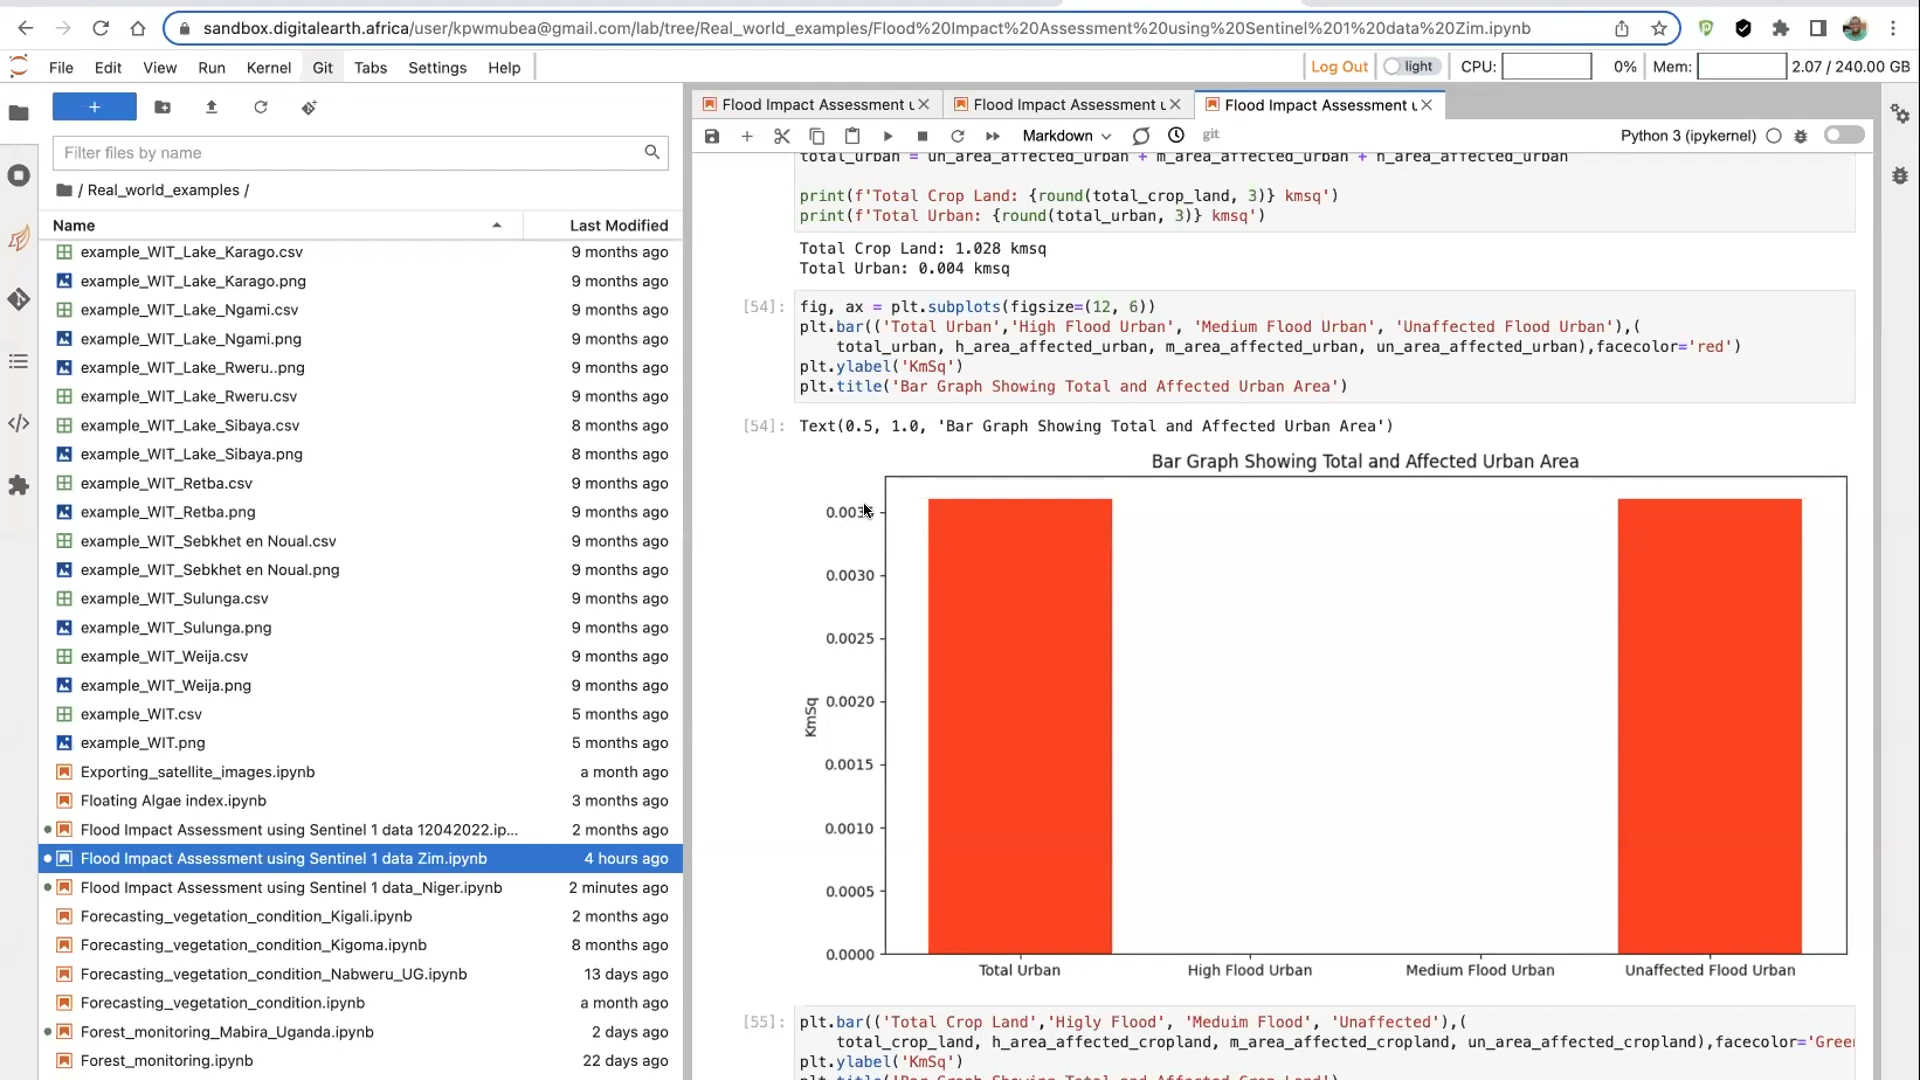 sandbox.digitalearth.africa/user/kpwmubea@gmail.com/lab/tree/Real_world_examples/Flood%20Impact%20Assessment%20using%20Sentinel%201%20data%20Zim.ipynb
File Edit View Run Kernel Git Tabs Settings Help
Log Out light CPU: 0% Mem: 2.07 / 240.00 GB
Filter files by name
/ Real_world_examples /
Name Last Modified
example_WIT_Lake_Karago.csv 9 months ago
example_WIT_Lake_Karago.png 9 months ago
example_WIT_Lake_Ngami.csv 9 months ago
example_WIT_Lake_Ngami.png 9 months ago
example_WIT_Lake_Rweru..png 9 months ago
example_WIT_Lake_Rweru.csv 9 months ago
example_WIT_Lake_Sibaya.csv 8 months ago
example_WIT_Lake_Sibaya.png 8 months ago
example_WIT_Retba.csv 9 months ago
example_WIT_Retba.png 9 months ago
example_WIT_Sebkhet en Noual.csv 9 months ago
example_WIT_Sebkhet en Noual.png 9 months ago
example_WIT_Sulunga.csv 9 months ago
example_WIT_Sulunga.png 9 months ago
example_WIT_Weija.csv 9 months ago
example_WIT_Weija.png 9 months ago
example_WIT.csv 5 months ago
example_WIT.png 5 months ago
Exporting_satellite_images.ipynb a month ago
Floating Algae index.ipynb 3 months ago
Flood Impact Assessment using Sentinel 1 data 12042022.ip... 2 months ago
Flood Impact Assessment using Sentinel 1 data Zim.ipynb 4 hours ago
Flood Impact Assessment using Sentinel 1 data_Niger.ipynb 2 minutes ago
Forecasting_vegetation_condition_Kigali.ipynb 2 months ago
Forecasting_vegetation_condition_Kigoma.ipynb 8 months ago
Forecasting_vegetation_condition_Nabweru_UG.ipynb 13 days ago
Forecasting_vegetation_condition.ipynb a month ago
Forest_monitoring_Mabira_Uganda.ipynb 2 days ago
Forest_monitoring.ipynb 22 days ago
Flood Impact Assessment Flood Impact Assessment Flood Impact Assessment
Markdown git Python 3 (ipykernel)
total_urban = un_area_affected_urban + m_area_affected_urban + h_area_affected_urban
print(f'Total Crop Land: {round(total_crop_land, 3)} kmsq')
print(f'Total Urban: {round(total_urban, 3)} kmsq')
Total Crop Land: 1.028 kmsq
Total Urban: 0.004 kmsq
[54]: fig, ax = plt.subplots(figsize=(12, 6))
plt.bar(('Total Urban','High Flood Urban', 'Medium Flood Urban', 'Unaffected Flood Urban'),(
total_urban, h_area_affected_urban, m_area_affected_urban, un_area_affected_urban),facecolor='red')
plt.ylabel('KmSq')
plt.title('Bar Graph Showing Total and Affected Urban Area')
[54]: Text(0.5, 1.0, 'Bar Graph Showing Total and Affected Urban Area')
Bar Graph Showing Total and Affected Urban Area
0.0030
0.0025
0.0020
KmSq
0.0015
0.0010
0.0005
0.0000
Total Urban High Flood Urban Medium Flood Urban Unaffected Flood Urban
[55]: plt.bar(('Total Crop Land','Higly Flood', 'Meduim Flood', 'Unaffected'),(
total_crop_land, h_area_affected_cropland, m_area_affected_cropland, un_area_affected_cropland),facecolor='Green
plt.ylabel('KmSq')
plt.title('Bar Graph Showing Total and Affected Crop Land')